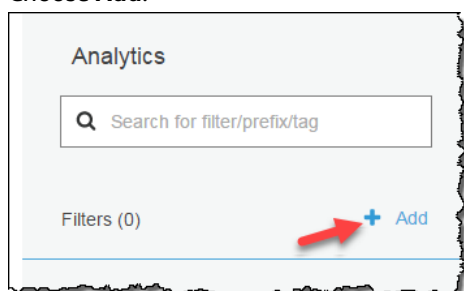 Analytics
Search for filter/prefix/tag
Filters (0)
+ Add